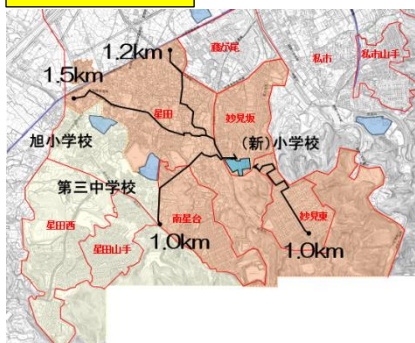 1.2km
寝屋
私市
私市山手
1.5km
星田
妙見坂
旭小学校
(新)小学校
第三中学校
南星台
妙見東
星田西
星田山手
1.0km
1.0km